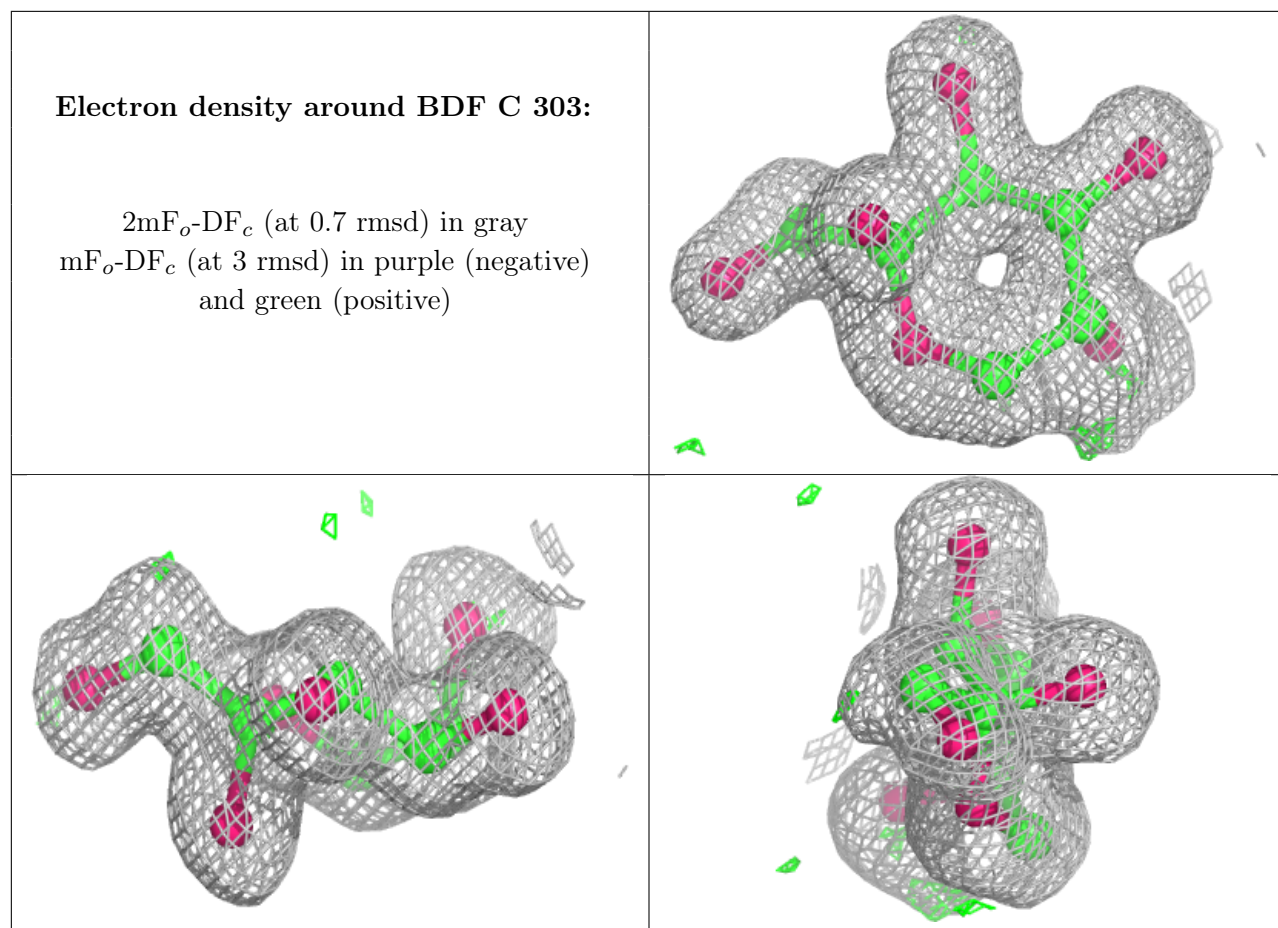 Electron density around BDF C 303:
2mFo-DFc (at 0.7 rmsd) in gray
mFo-DFc (at 3 rmsd) in purple (negative)
and green (positive)